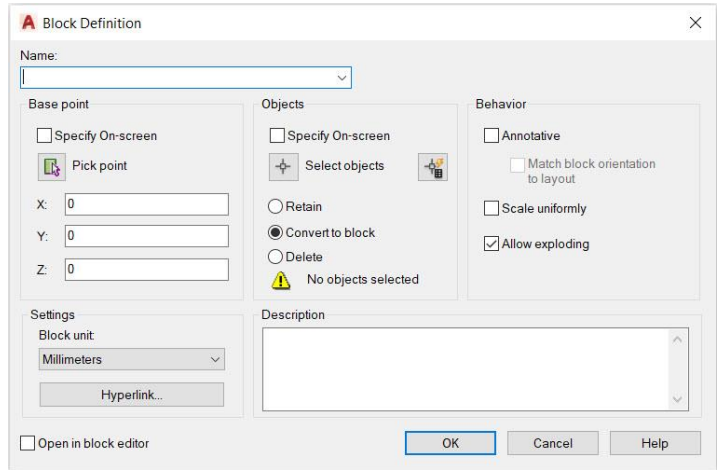 A Block Definition
Name:
Base point
Specify On-screen
Pick point
X: 0
Y: 0
Z: 0
Objects
Specify On-screen
Select objects
Retain
Convert to block
Delete
No objects selected
Behavior
Annotative
Match block orientation
to layout
Scale uniformly
Allow exploding
Settings
Block unit:
Millimeters
Hyperlink...
Description
Open in block editor
OK
Cancel
Help